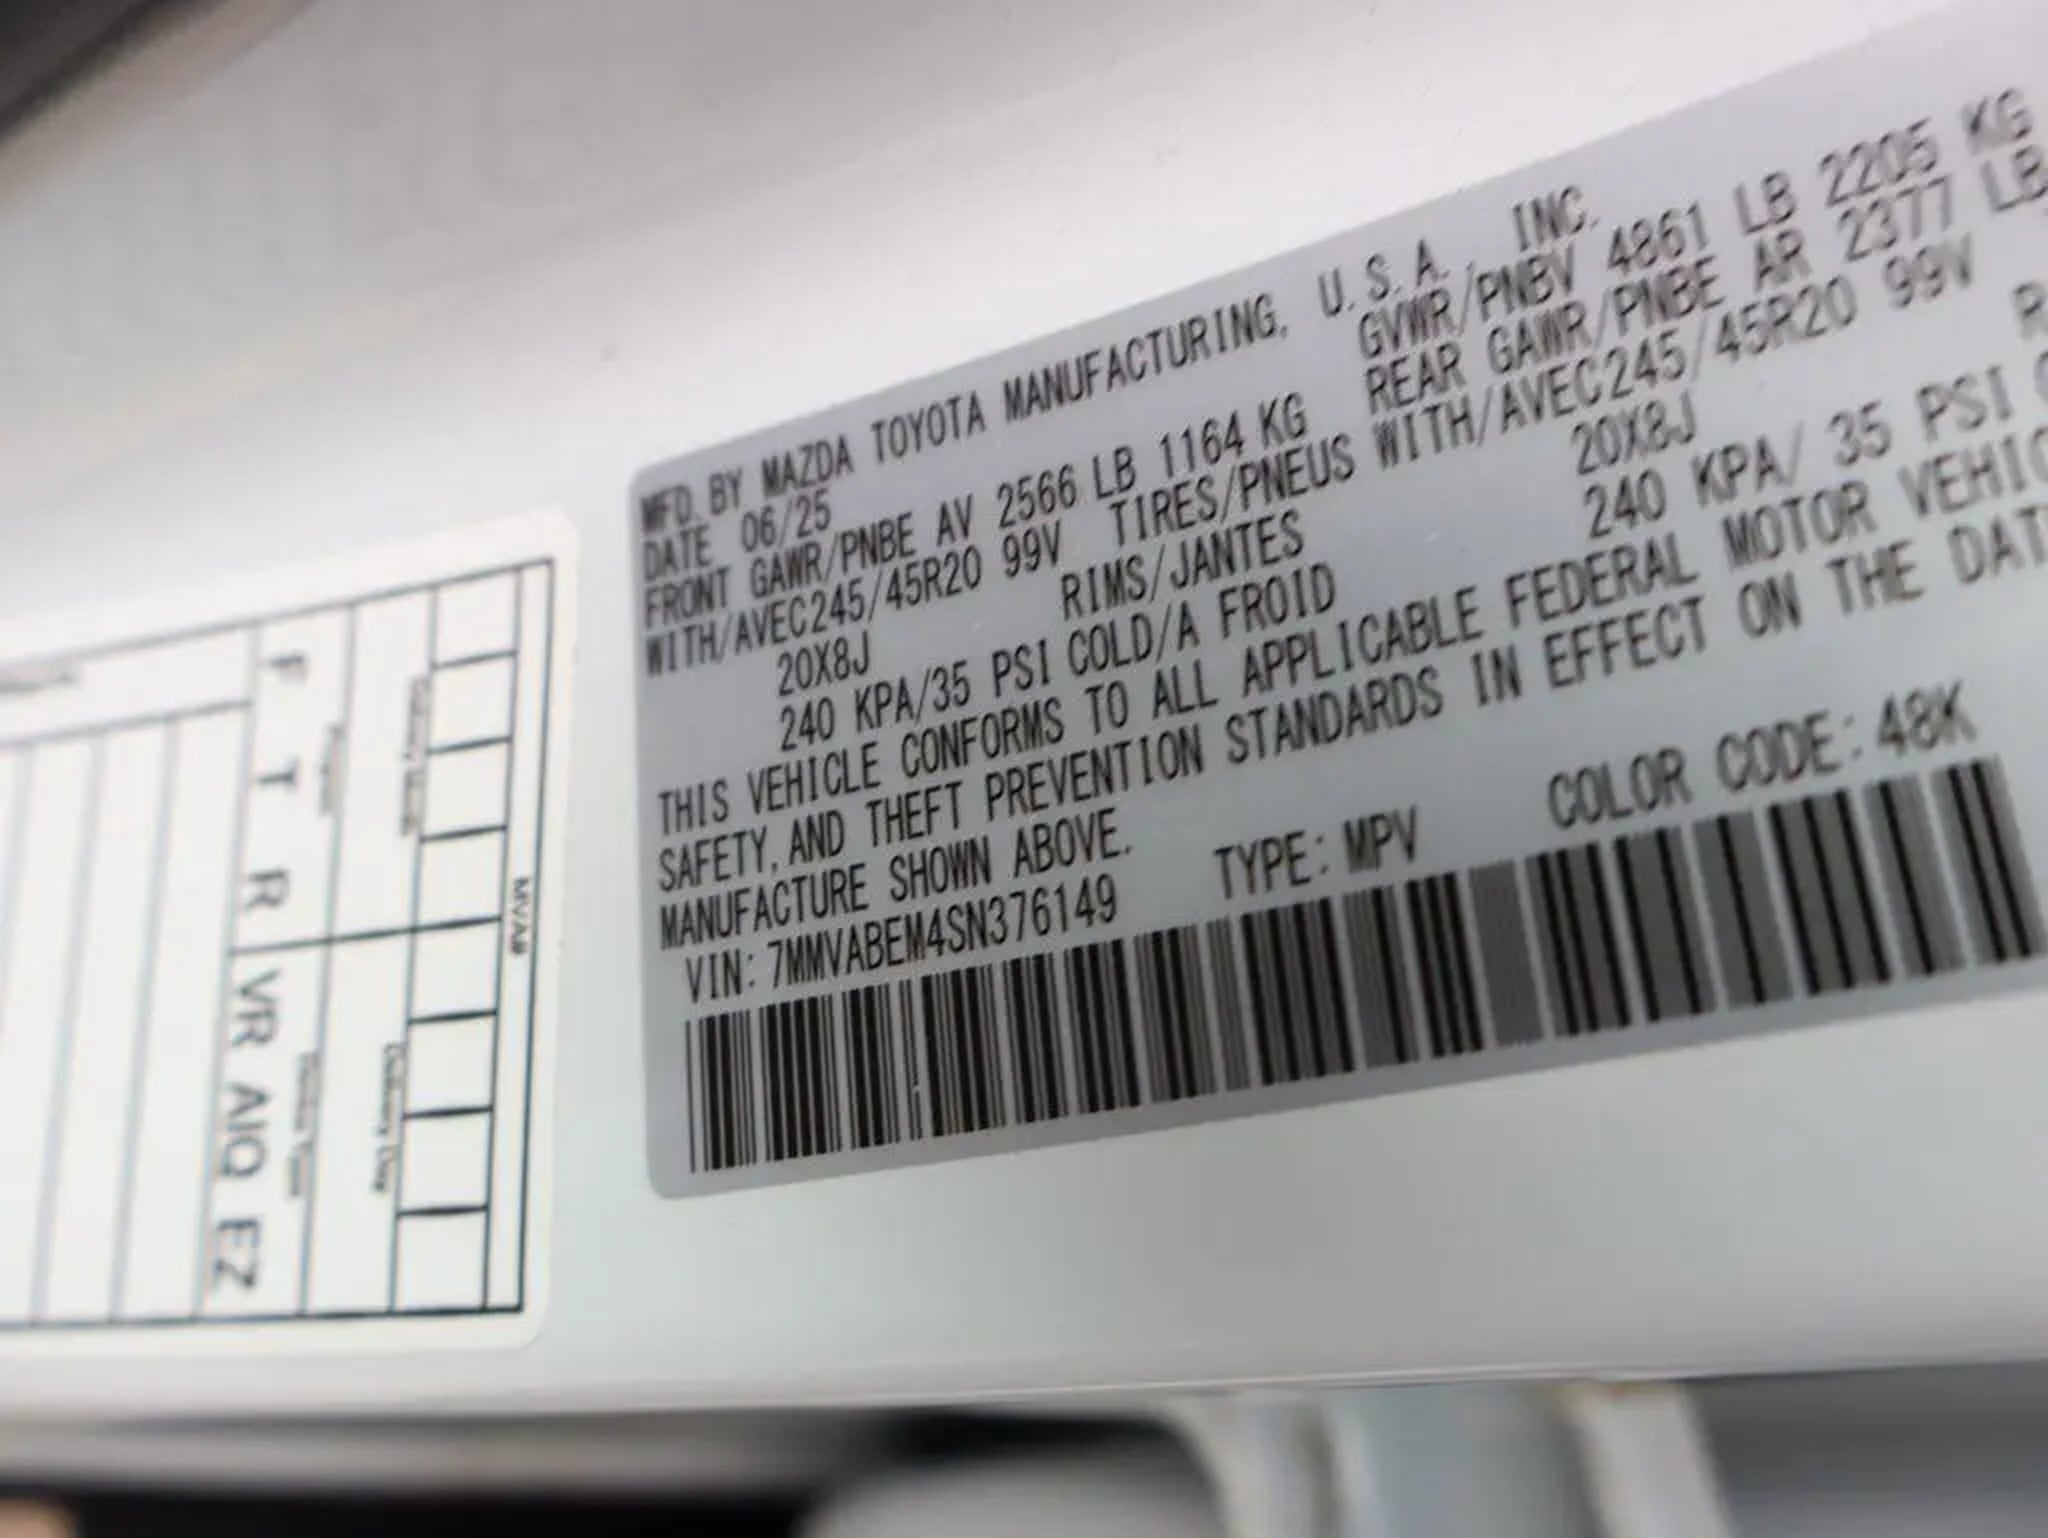 MFD. BY MAZDA TOYOTA MANUFACTURING, U.S.A., INC.
DATE 06/25 GVWR/PNBV 4861 LB 2205 KG
FRONT GAWR/PNBE AV 2566 LB 1164 KG REAR GAWR/PNBE AR 2377 LB
WITH/AVEC245/45R20 99V TIRES/PNEUS WITH/AVEC245/45R20 99V
20X8J RIMS/JANTES 20X8J
240 KPA/35 PSI COLD/A FROID 240 KPA/ 35 PSI
THIS VEHICLE CONFORMS TO ALL APPLICABLE FEDERAL MOTOR VEHIC
SAFETY, AND THEFT PREVENTION STANDARDS IN EFFECT ON THE DAT
MANUFACTURE SHOWN ABOVE.
VIN: 7MMVABEM4SN376149 TYPE: MPV COLOR CODE: 48K
MVA#
F T R
VR AIQ EZ